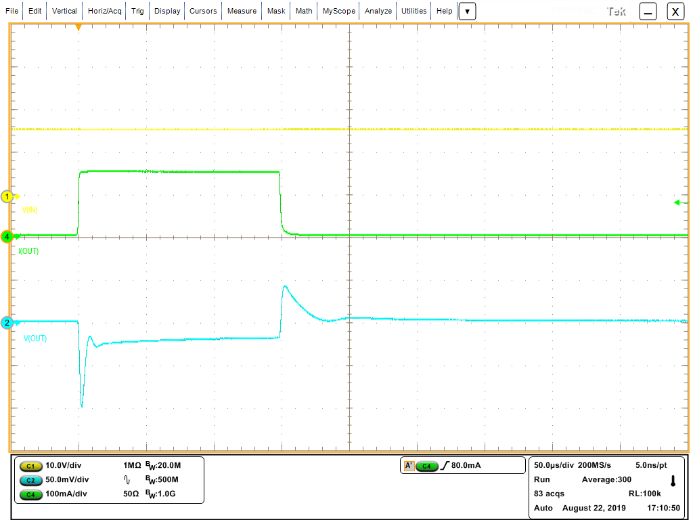 File Edit Vertical Horiz/Acq Trig Display Cursors Measure Mask Math MyScope Analyze Utilities Help Tek X
1
V(IN)
4
I(OUT)
2
V(OUT)
C1 10.0V/div 1MΩ BW:20.0M
C2 50.0mV/div BW:500M
C4 100mA/div 50Ω BW:1.0G
A' C4 80.0mA
50.0µs/div 200MS/s 5.0ns/pt
Run Average:300
83 acqs RL:100k
Auto August 22, 2019 17:10:50